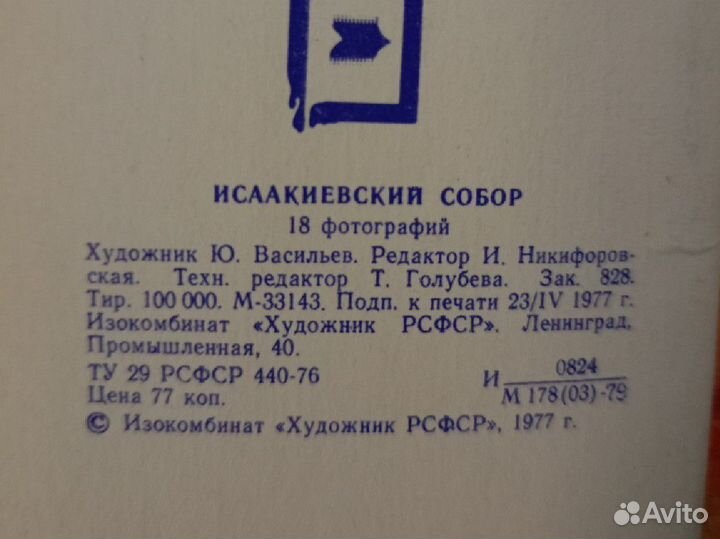 ИСААКИЕВСКИЙ СОБОР
18 фотографий
Художник Ю. Васильев. Редактор И. Никифоров-
ская. Техн. редактор Т. Голубева. Зак. 828.
Тир. 100 000. М-33143. Подп. к печати 23/IV 1977 г.
Изокомбинат «Художник РСФСР». Ленинград,
Промышленная, 40.
ТУ 29 РСФСР 440-76
И 0824
М 178(03)-79
Цена 77 коп.
© Изокомбинат «Художник РСФСР», 1977 г.
Avito